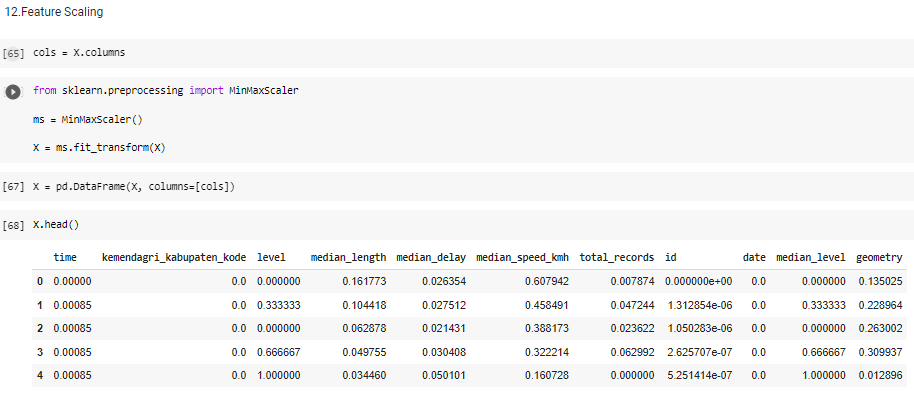 12.Feature Scaling
[65] cols = X.columns
from sklearn.preprocessing import MinMaxScaler
ms = MinMaxScaler()
X = ms.fit_transform(X)
[67] X = pd.DataFrame(X, columns=[cols])
[68] X.head()
time kemendagri_kabupaten_kode level median_length median_delay median_speed_kmh total_records id date median_level geometry
0 0.00000 0.0 0.000000 0.161773 0.026354 0.607942 0.007874 0.000000e+00 0.0 0.000000 0.135025
1 0.00085 0.0 0.333333 0.104418 0.027512 0.458491 0.047244 1.312854e-06 0.0 0.333333 0.228964
2 0.00085 0.0 0.000000 0.062878 0.021431 0.388173 0.023622 1.050283e-06 0.0 0.000000 0.263002
3 0.00085 0.0 0.666667 0.049755 0.030408 0.322214 0.062992 2.625707e-07 0.0 0.666667 0.309937
4 0.00085 0.0 1.000000 0.034460 0.050101 0.160728 0.000000 5.251414e-07 0.0 1.000000 0.012896